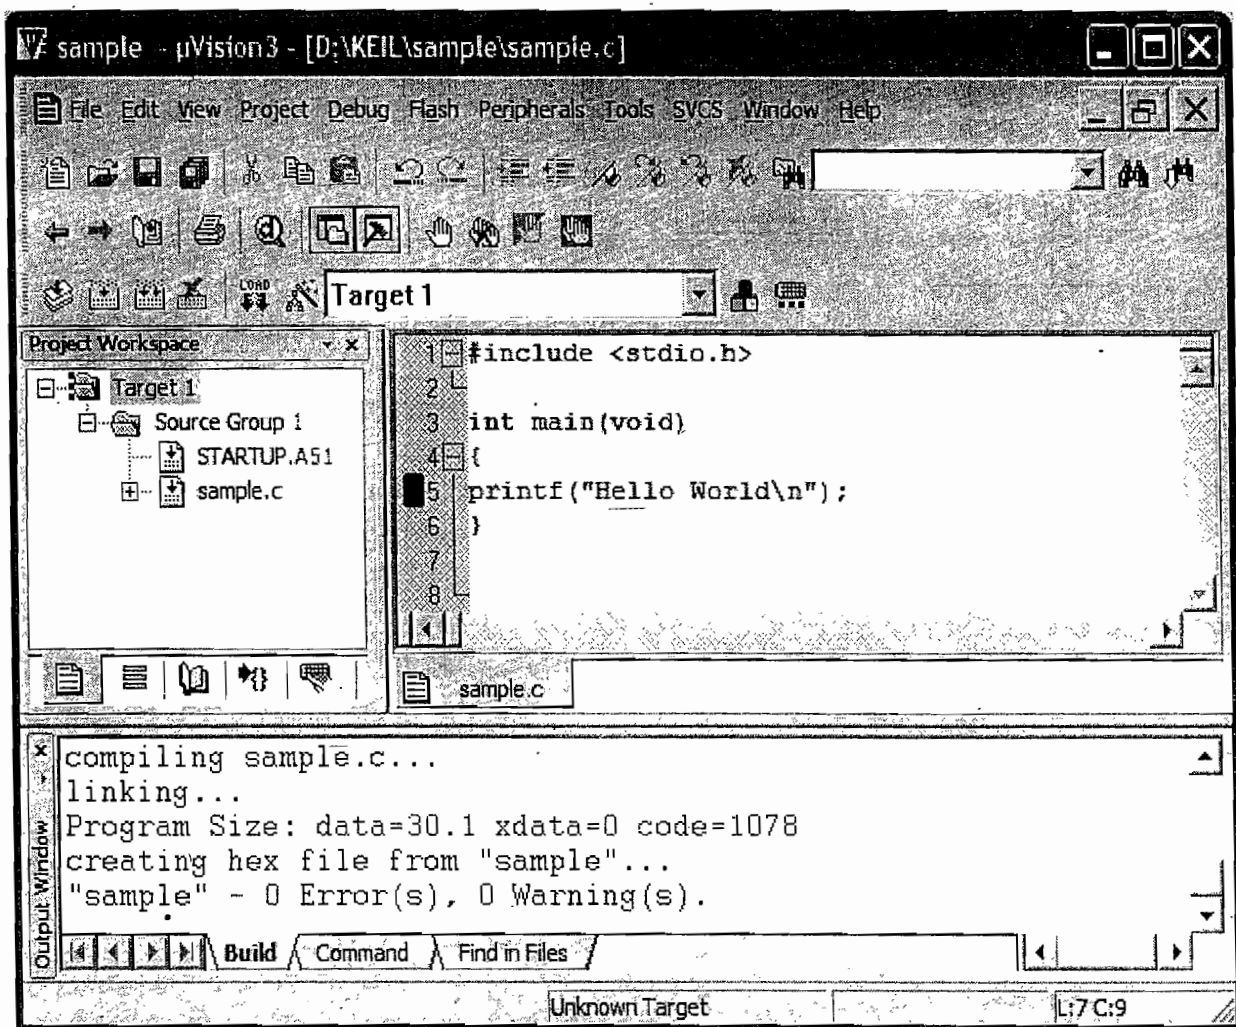 sample - µVision3 - [D:\KEIL\sample\sample.c]
File Edit View Project Debug Flash Peripherals Tools SVCS Window Help
LOAD Target 1
Project Workspace
Target 1
Source Group 1
STARTUP.A51
sample.c
1 #include <stdio.h>
2
3 int main(void)
4 {
5 printf("Hello World\n");
6 }
7
8
sample.c
compiling sample.c...
linking...
Program Size: data=30.1 xdata=0 code=1078
creating hex file from "sample"...
"sample" - 0 Error(s), 0 Warning(s).
Output Window
Build Command Find in Files
Unknown Target L:7 C:9